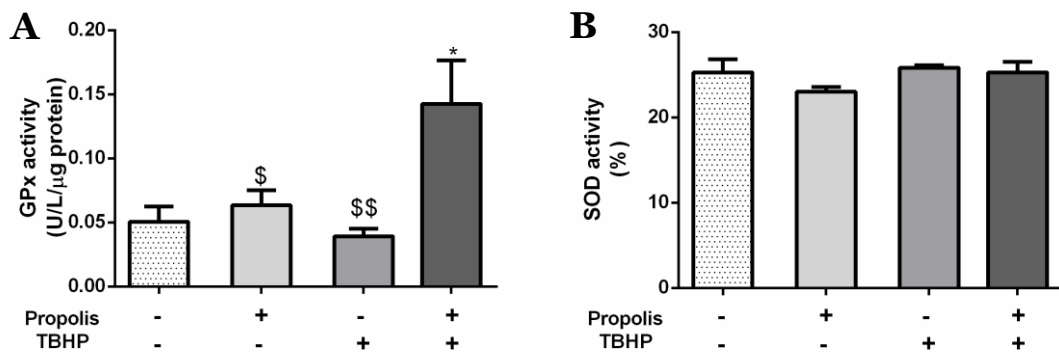 A
GPx activity
(U/L/μg protein)
0.20
0.15
0.10
0.05
0.00
$
$$
*
Propolis - + - +
TBHP - - + +
B
SOD activity
(%)
30
20
10
0
Propolis - + - +
TBHP - - + +